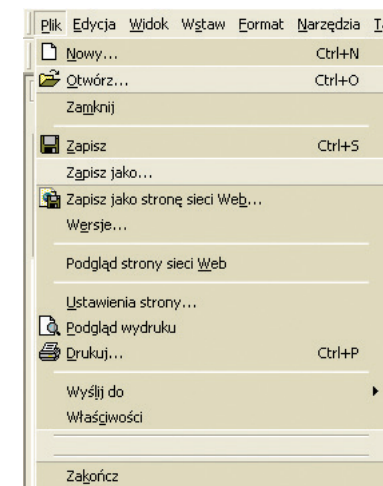 Plik Edycja Widok Wstaw Format Narzędzia
Nowy... Ctrl+N
Otwórz... Ctrl+O
Zamknij
Zapisz Ctrl+S
Zapisz jako...
Zapisz jako stronę sieci Web...
Wersje...
Podgląd strony sieci Web
Ustawienia strony...
Podgląd wydruku
Drukuj... Ctrl+P
Wyślij do
Właściwości
Zakończ